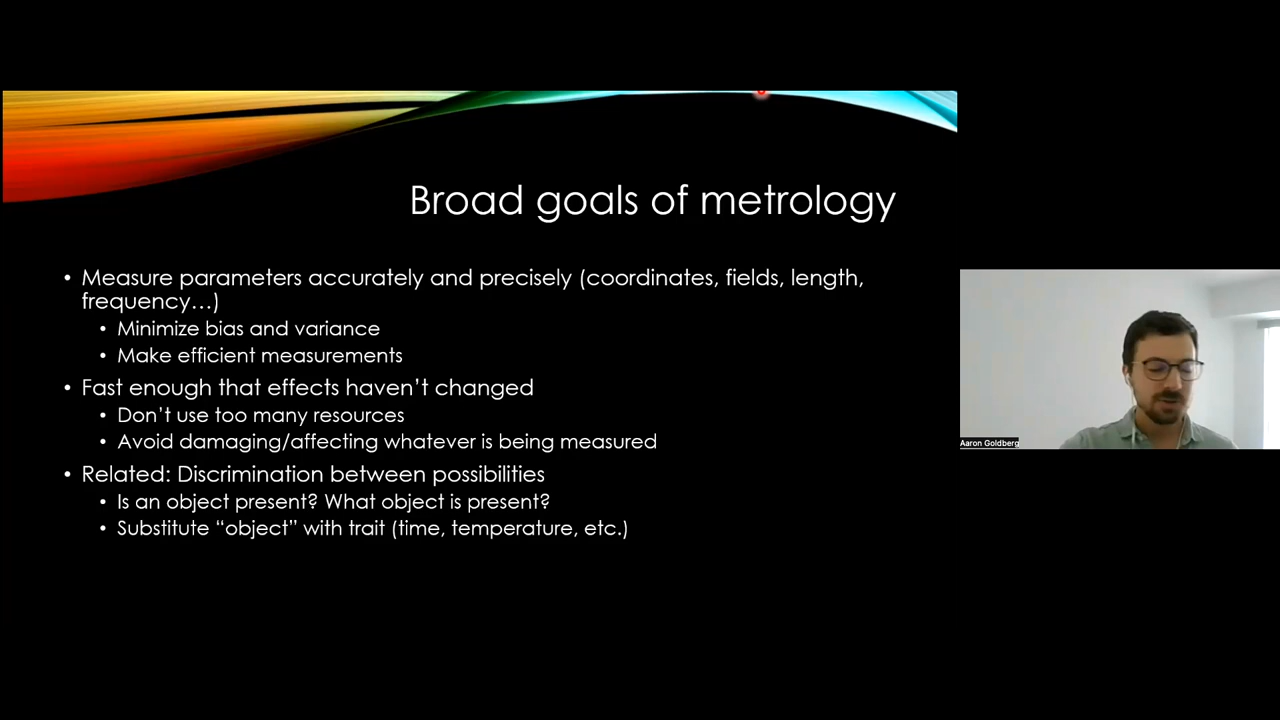 Broad goals of metrology
• Measure parameters accurately and precisely (coordinates, fields, length,
frequency…)
• Minimize bias and variance
• Make efficient measurements
• Fast enough that effects haven’t changed
• Don’t use too many resources
• Avoid damaging/affecting whatever is being measured
• Related: Discrimination between possibilities
• Is an object present? What object is present?
• Substitute “object” with trait (time, temperature, etc.)
Aaron Goldberg